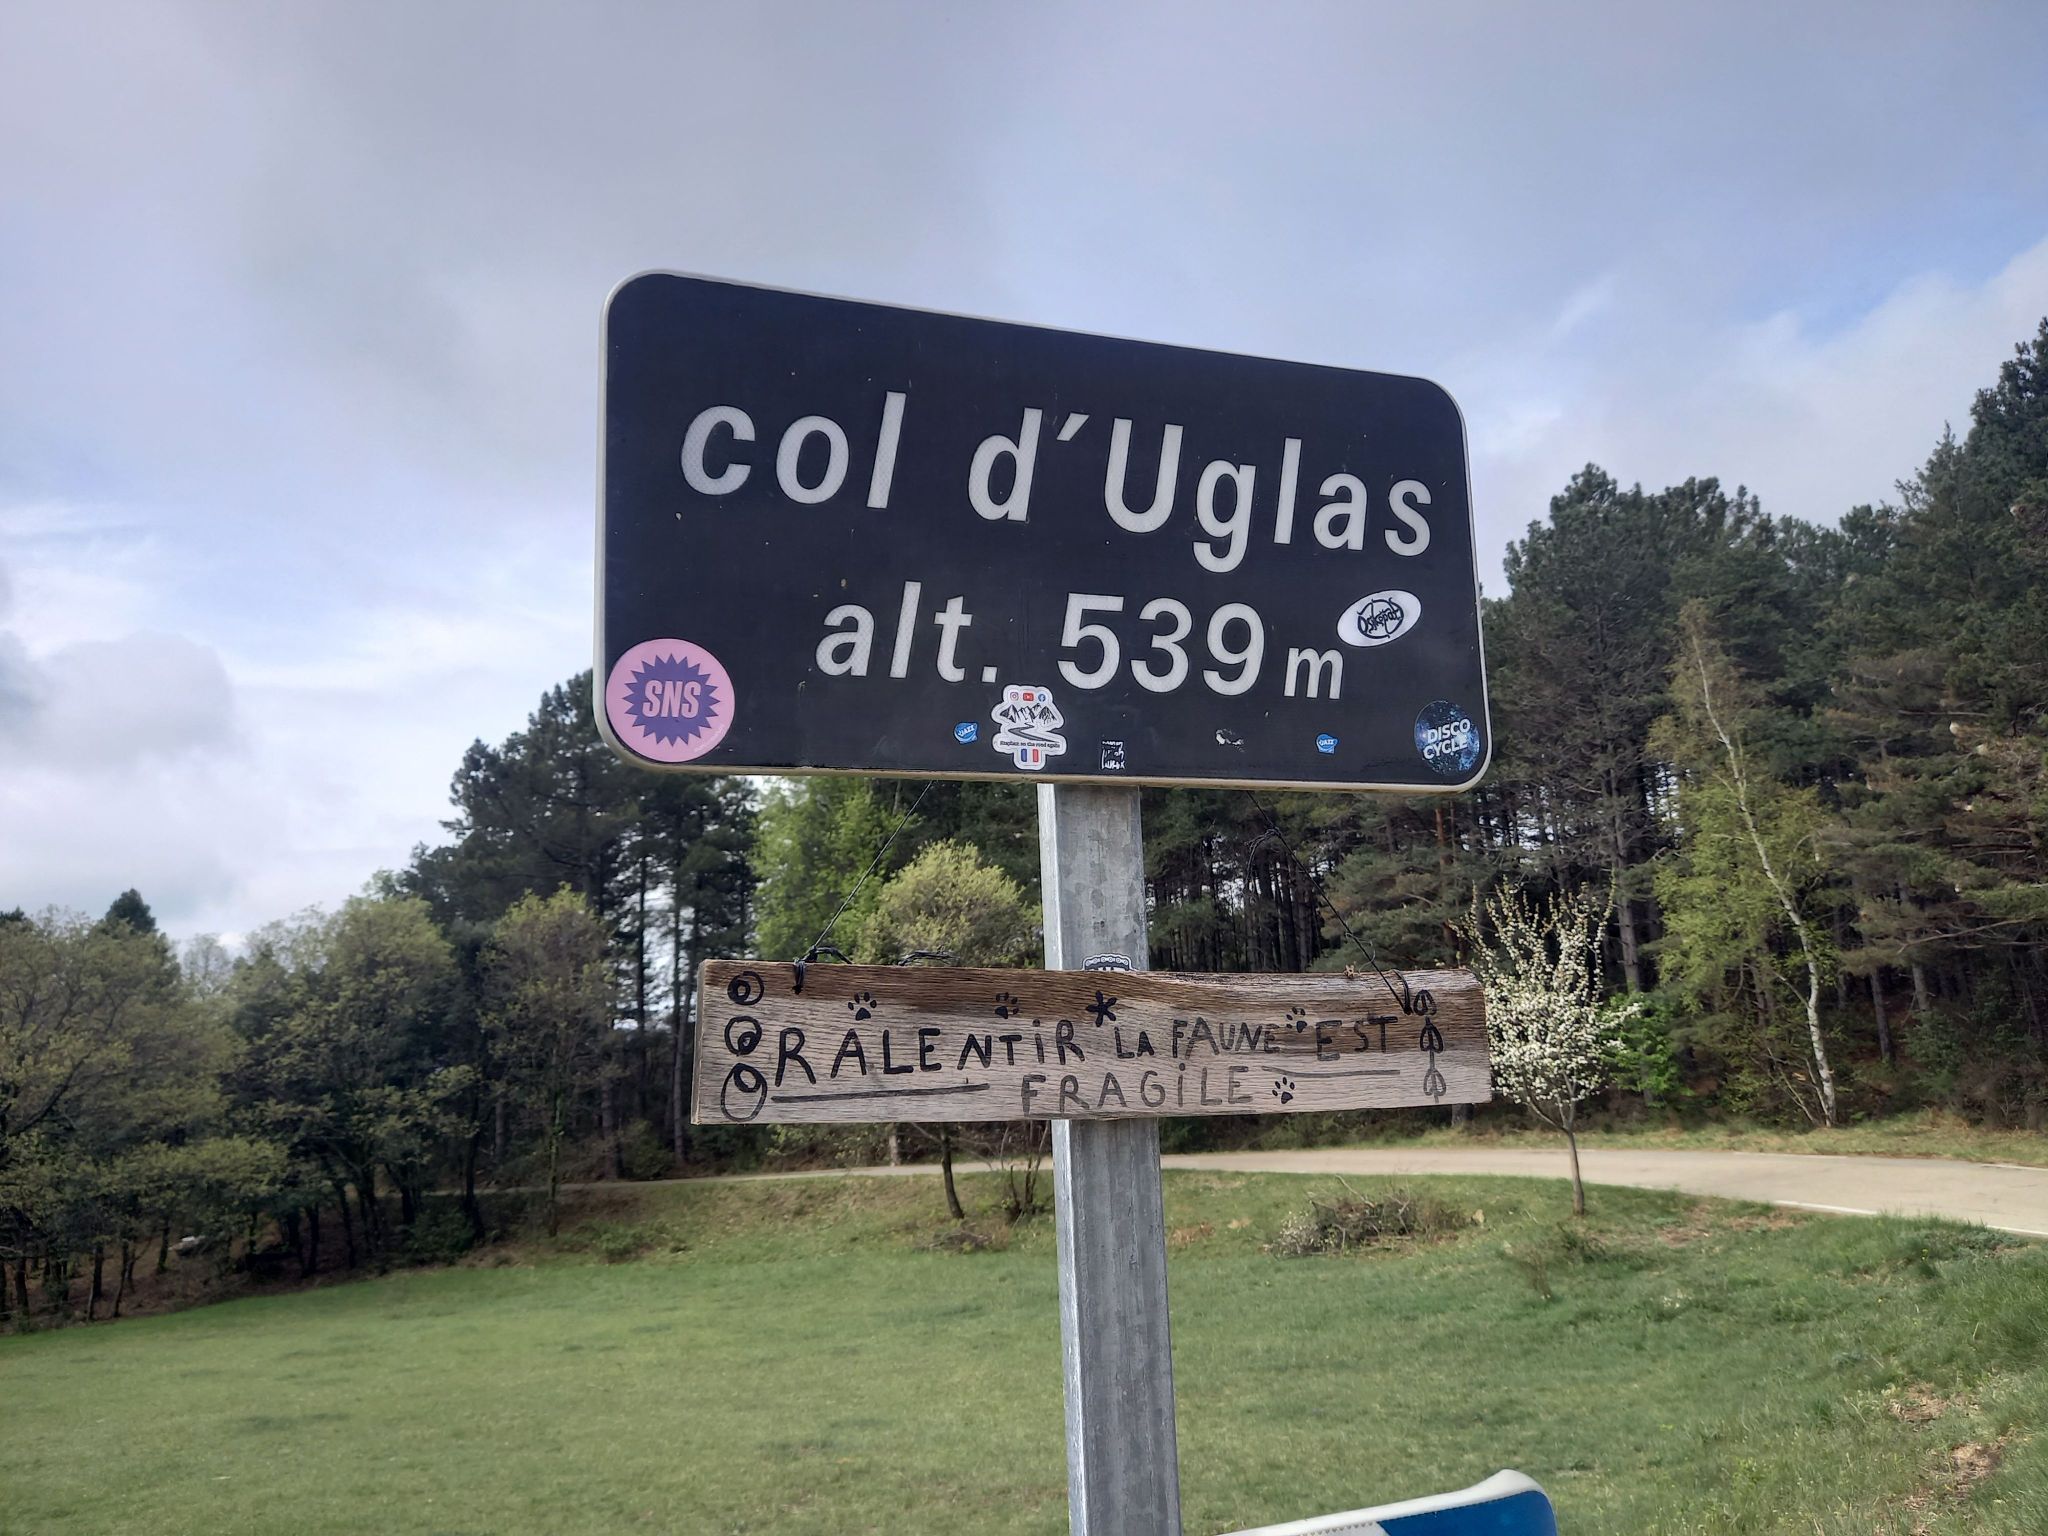 col d'Uglas
alt. 539 m
SNS
DISCO
CYCLE
RALENTIR * LA FAUNE EST
FRAGILE